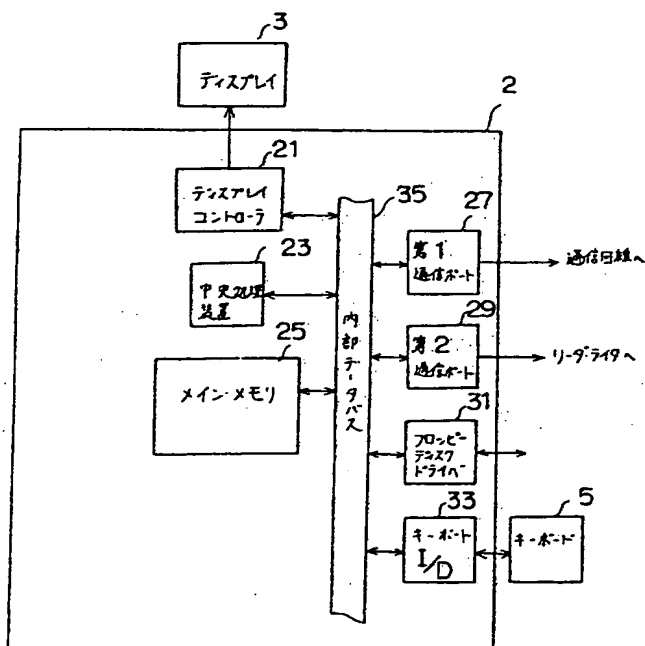 3
ディスプレイ
2
21
ディスプレイ
コントローラ
35
27
第1
通信ポート
通信回線へ
23
中央処理
装置
29
第2
通信ポート
リーダ・ライタへ
25
メイン・メモリ
内部データバス
31
フロッピー
ディスク
ドライバ
33
キーボード
I/D
5
キーボード